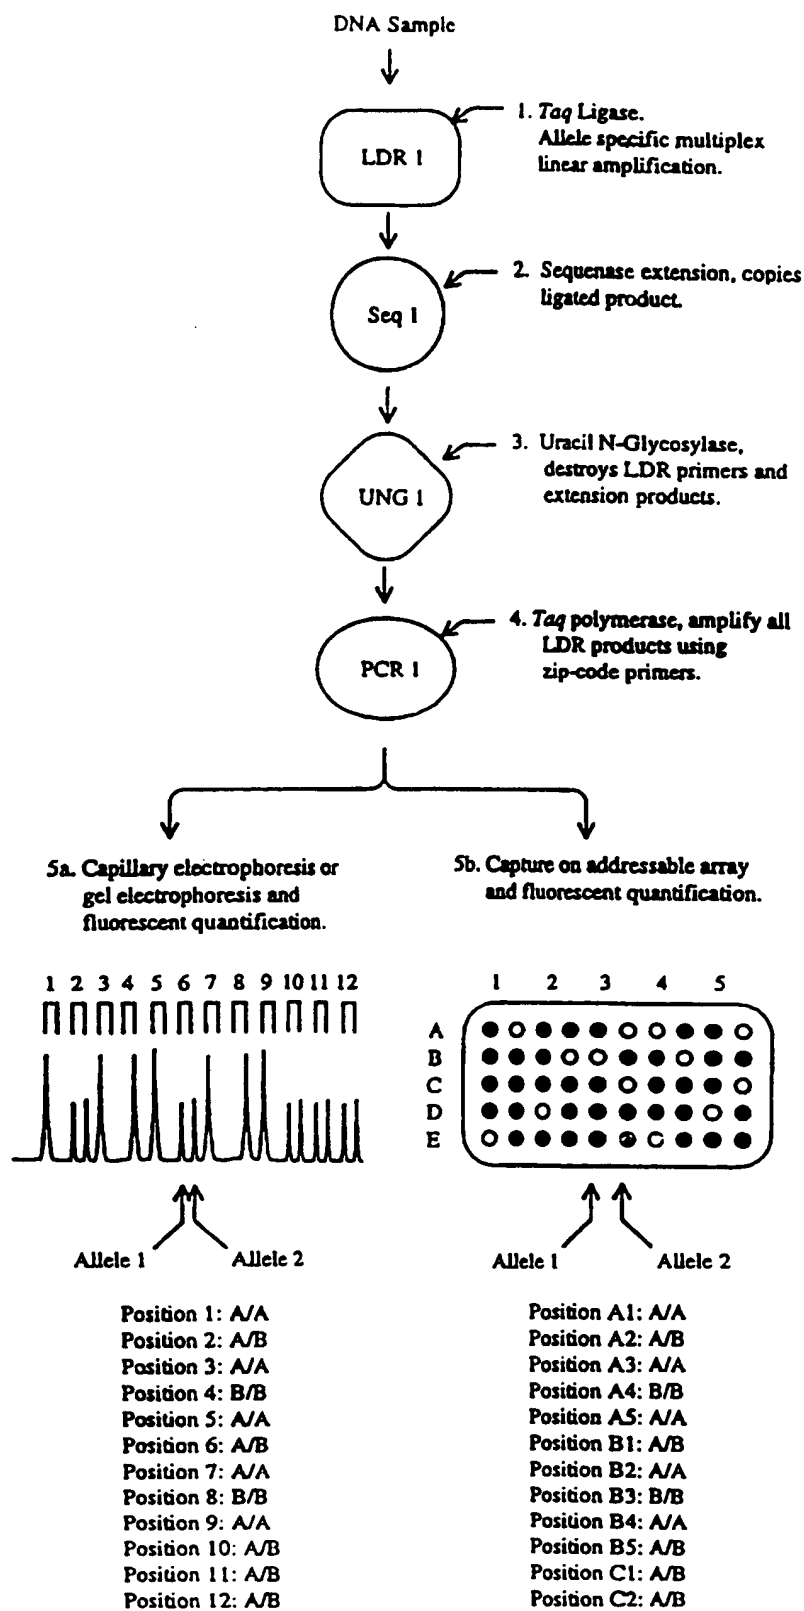 DNA Sample
LDR 1
1. Taq Ligase.
Allele specific multiplex
linear amplification.
Seq 1
2. Sequenase extension, copies
ligated product.
UNG 1
3. Uracil N-Glycosylase,
destroys LDR primers and
extension products.
PCR 1
4. Taq polymerase, amplify all
LDR products using
zip-code primers.
5a. Capillary electrophoresis or
gel electrophoresis and
fluorescent quantification.
1 2 3 4 5 6 7 8 9 10 11 12
Allele 1 Allele 2
Position 1: A/A
Position 2: A/B
Position 3: A/A
Position 4: B/B
Position 5: A/A
Position 6: A/B
Position 7: A/A
Position 8: B/B
Position 9: A/A
Position 10: A/B
Position 11: A/B
Position 12: A/B
5b. Capture on addressable array
and fluorescent quantification.
1 2 3 4 5
A
B
C
D
E
Allele 1 Allele 2
Position A1: A/A
Position A2: A/B
Position A3: A/A
Position A4: B/B
Position A5: A/A
Position B1: A/B
Position B2: A/A
Position B3: B/B
Position B4: A/A
Position B5: A/B
Position C1: A/B
Position C2: A/B